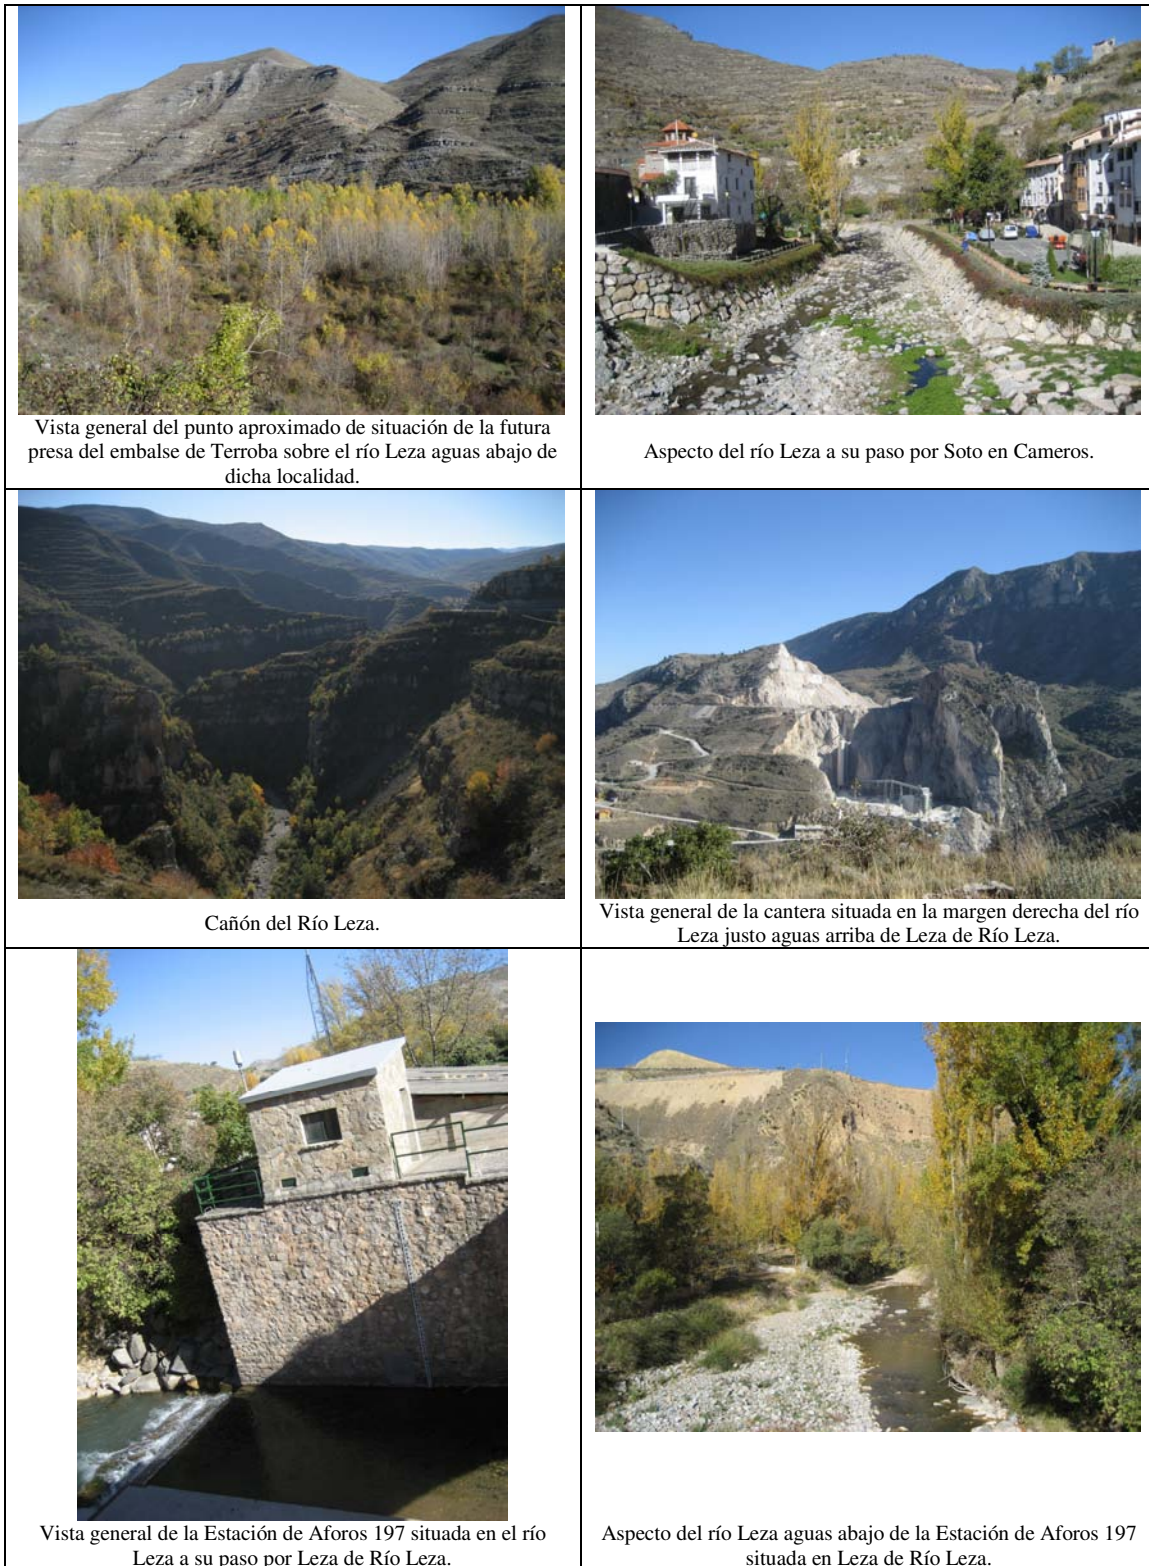 Vista general del punto aproximado de situación de la futura
presa del embalse de Terroba sobre el río Leza aguas abajo de
dicha localidad.
Aspecto del río Leza a su paso por Soto en Cameros.
Cañón del Río Leza.
Vista general de la cantera situada en la margen derecha del río
Leza justo aguas arriba de Leza de Río Leza.
Vista general de la Estación de Aforos 197 situada en el río
Leza a su paso por Leza de Río Leza.
Aspecto del río Leza aguas abajo de la Estación de Aforos 197
situada en Leza de Río Leza.